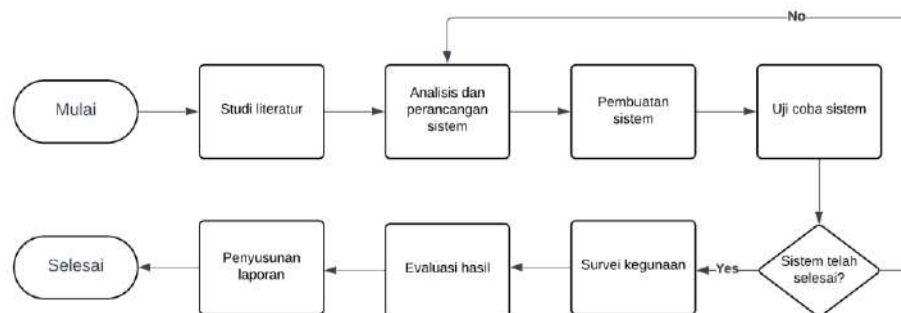 No
Mulai
Studi literatur
Analisis dan
perancangan
sistem
Pembuatan
sistem
Uji coba sistem
Selesai
Penyusunan
laporan
Evaluasi hasil
Survei kegunaan
Yes
Sistem telah
selesai?